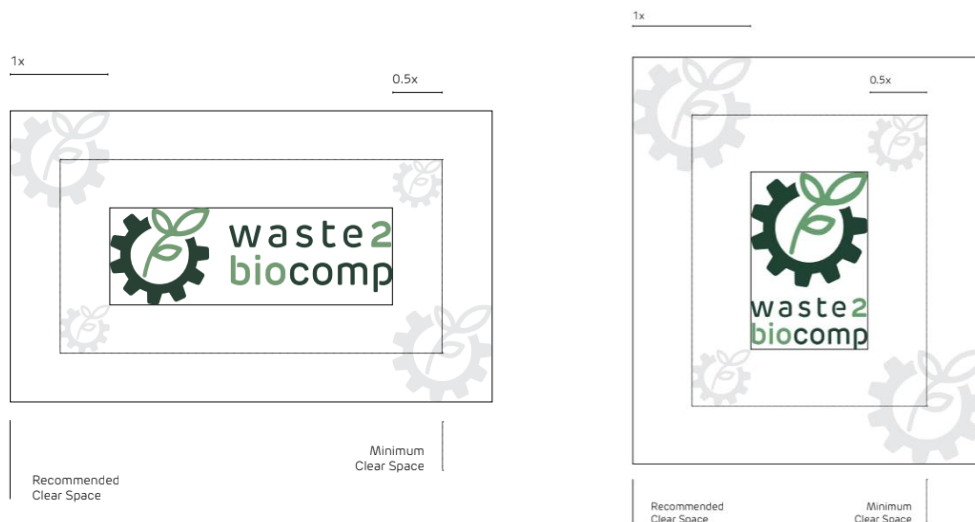 1x
0.5x
waste2
biocomp
Recommended
Clear Space
Minimum
Clear Space
1x
0.5x
waste2
biocomp
Recommended
Clear Space
Minimum
Clear Space